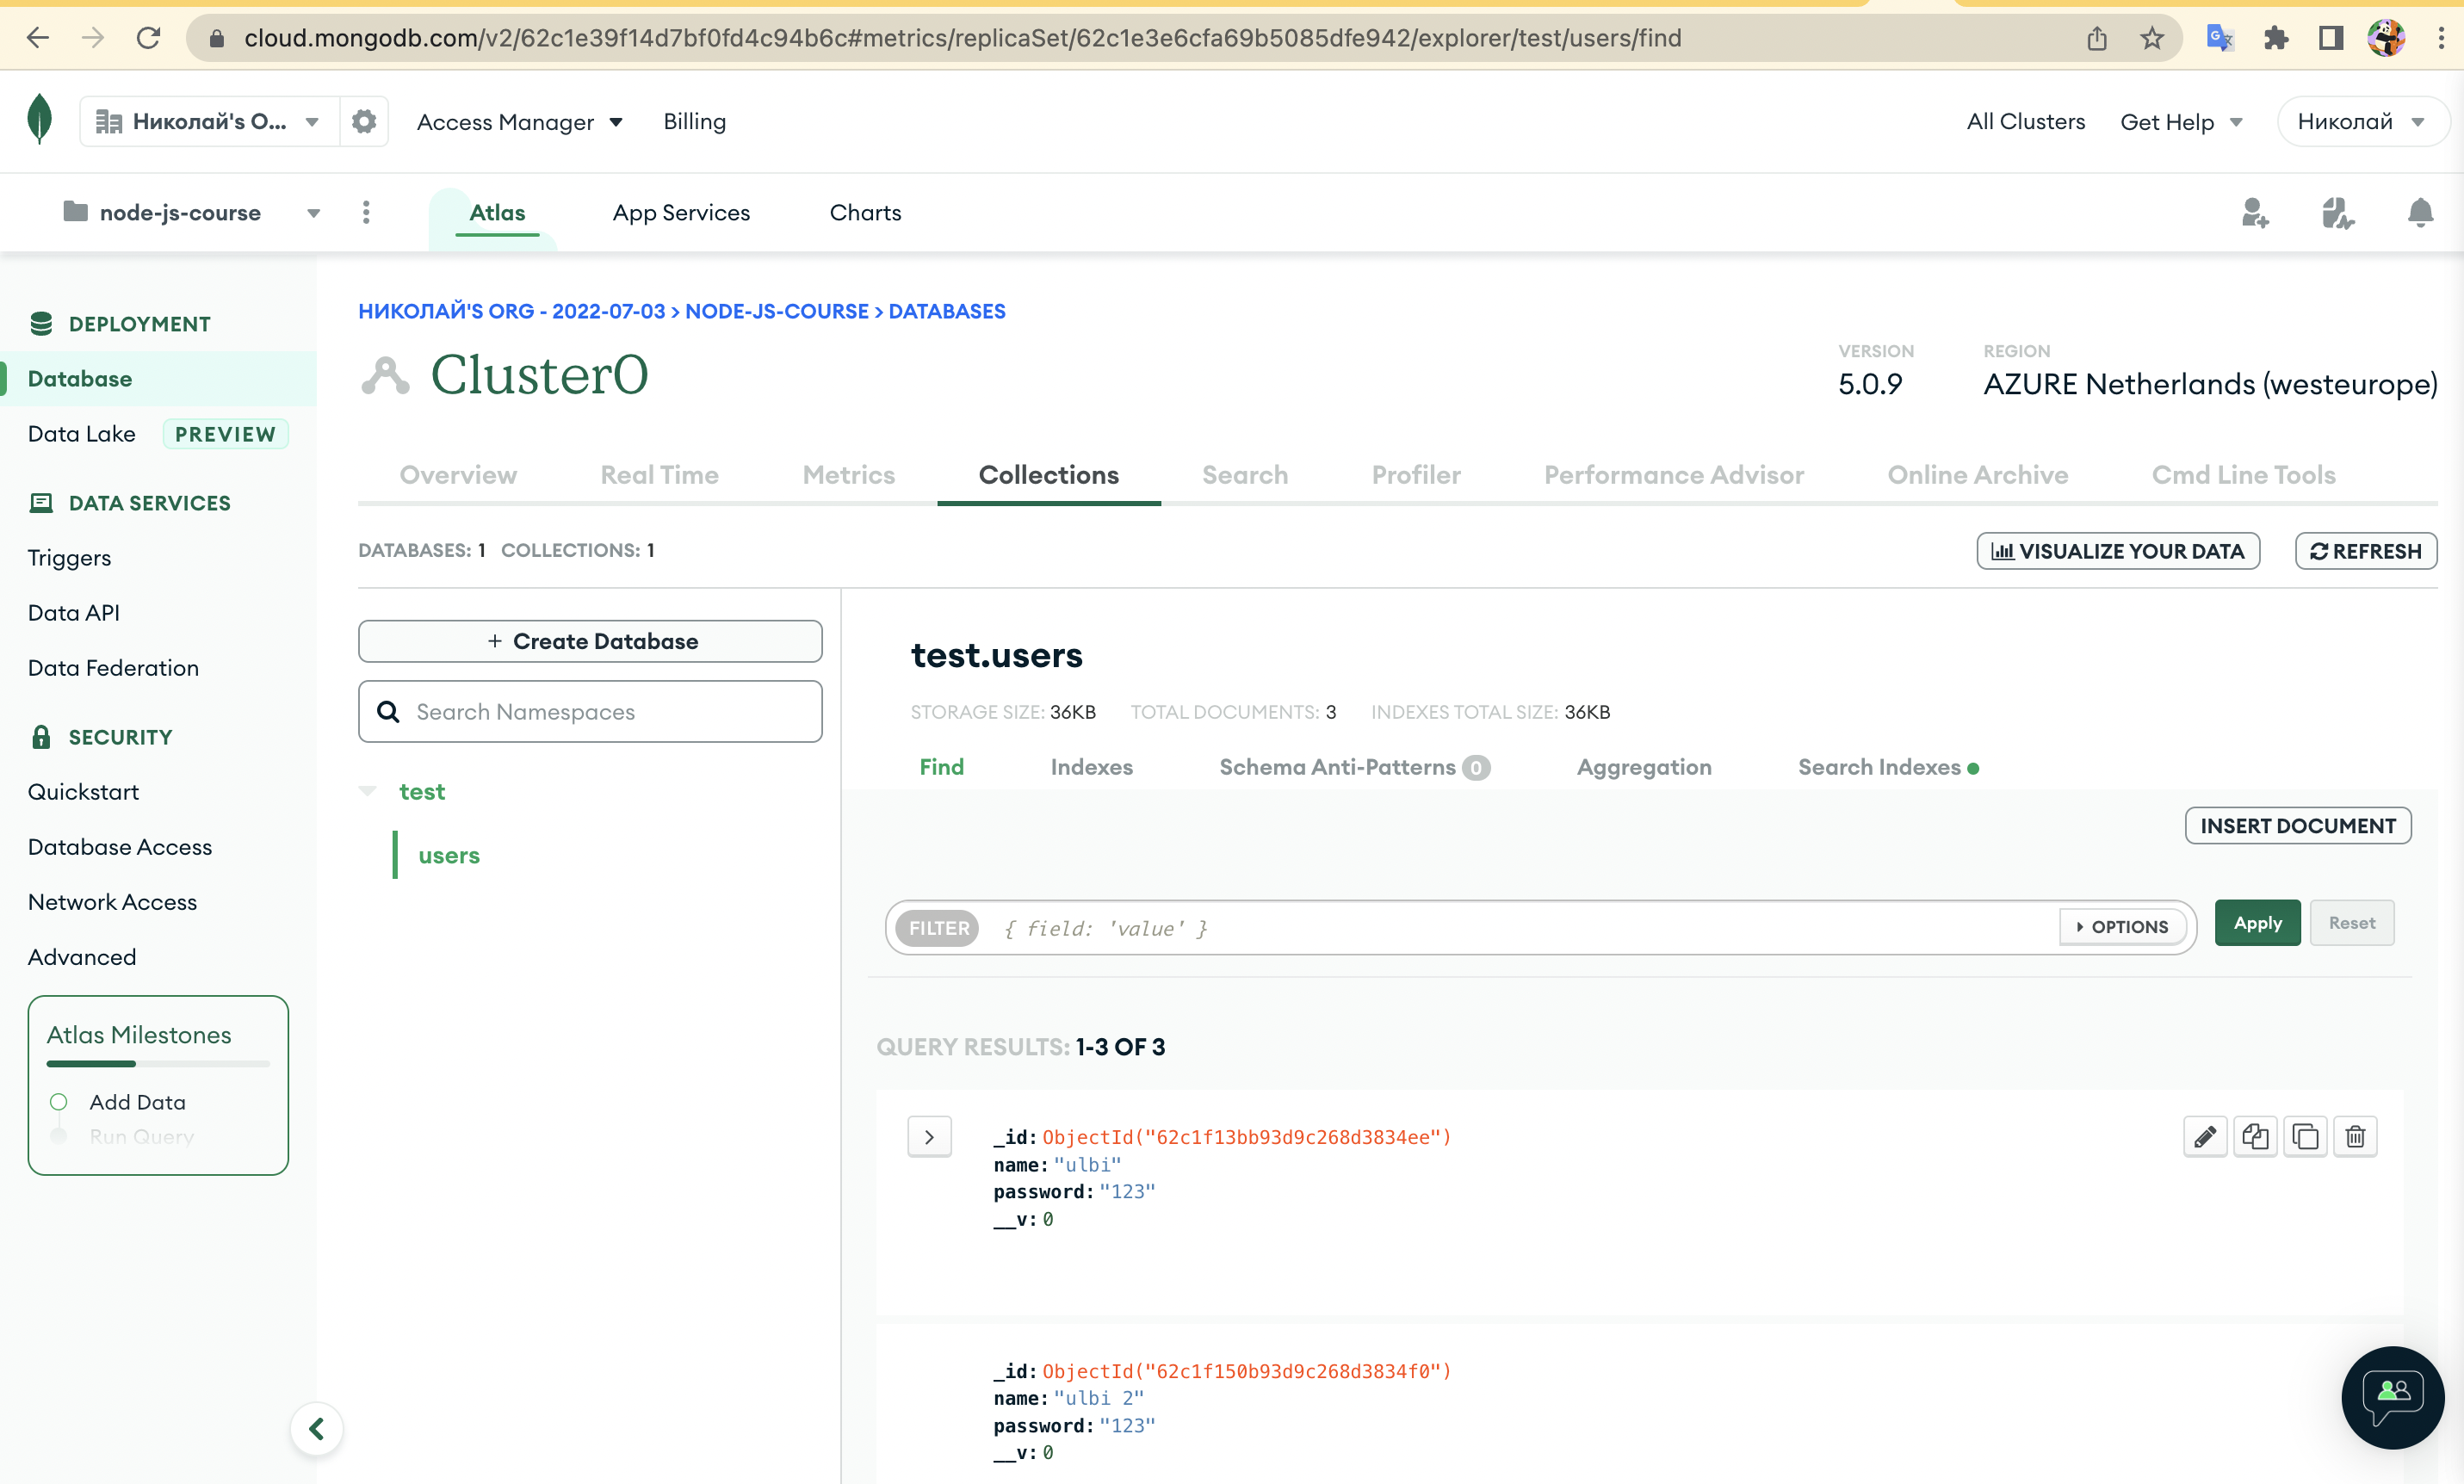 cloud.mongodb.com/v2/62c1e39f14d7bf0fd4c94b6c#metrics/replicaSet/62c1e3e6cfa69b5085dfe942/explorer/test/users/find
Николай's O... Access Manager Billing All Clusters Get Help Николай
node-js-course Atlas App Services Charts
DEPLOYMENT
Database
Data Lake PREVIEW
DATA SERVICES
Triggers
Data API
Data Federation
SECURITY
Quickstart
Database Access
Network Access
Advanced
Atlas Milestones
Add Data
Run Query
НИКОЛАЙ'S ORG - 2022-07-03 > NODE-JS-COURSE > DATABASES
Cluster0
VERSION
5.0.9
REGION
AZURE Netherlands (westeurope)
Overview Real Time Metrics Collections Search Profiler Performance Advisor Online Archive Cmd Line Tools
DATABASES: 1 COLLECTIONS: 1
VISUALIZE YOUR DATA REFRESH
+ Create Database
Search Namespaces
test
users
test.users
STORAGE SIZE: 36KB TOTAL DOCUMENTS: 3 INDEXES TOTAL SIZE: 36KB
Find Indexes Schema Anti-Patterns 0 Aggregation Search Indexes
INSERT DOCUMENT
FILTER { field: 'value' } OPTIONS Apply Reset
QUERY RESULTS: 1-3 OF 3
_id: ObjectId("62c1f13bb93d9c268d3834ee")
name: "ulbi"
password: "123"
__v: 0
_id: ObjectId("62c1f150b93d9c268d3834f0")
name: "ulbi 2"
password: "123"
__v: 0